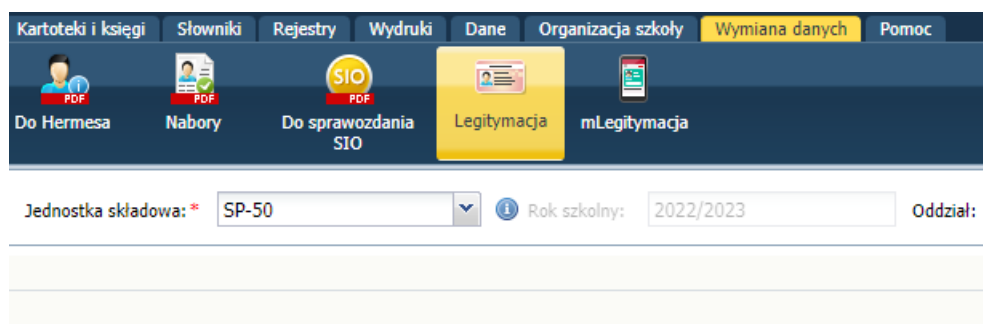 Kartoteki i księgi Słowniki Rejestry Wydruki Dane Organizacja szkoły Wymiana danych Pomoc
PDF PDF SIO PDF
Do Hermesa Nabory Do sprawozdania SIO Legitymacja mLegitymacja
Jednostka składowa: * SP-50 Rok szkolny: 2022/2023 Oddział: